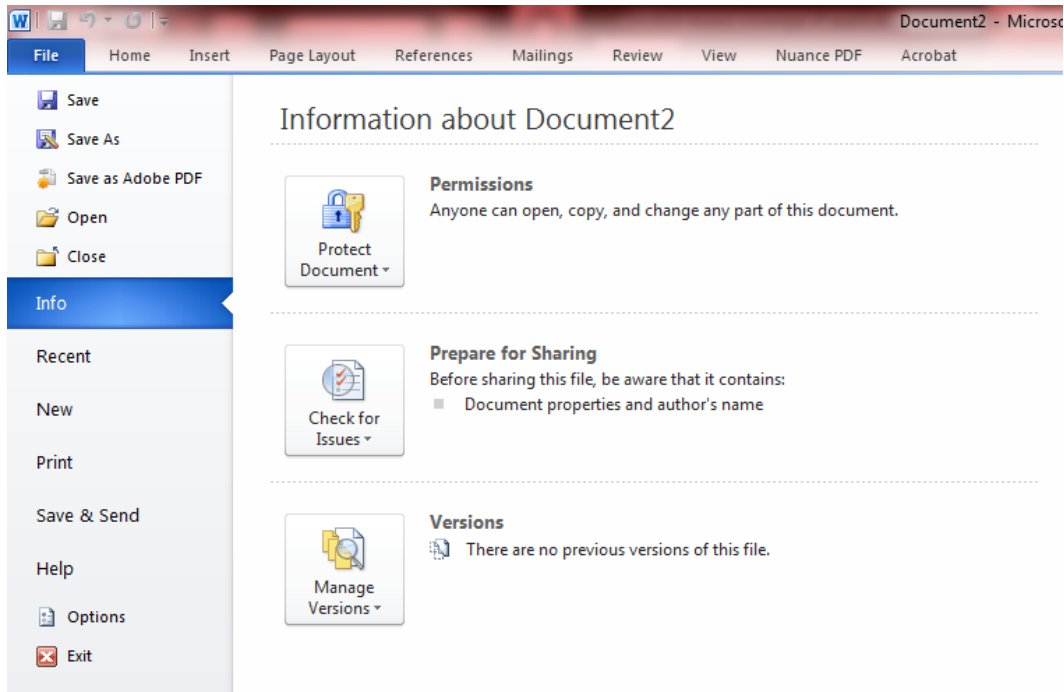 W
Document2 - Microso
File Home Insert Page Layout References Mailings Review View Nuance PDF Acrobat
Save
Save As
Save as Adobe PDF
Open
Close
Info
Recent
New
Print
Save & Send
Help
Options
Exit
Information about Document2
Protect
Document
Permissions
Anyone can open, copy, and change any part of this document.
Check for
Issues
Prepare for Sharing
Before sharing this file, be aware that it contains:
Document properties and author's name
Manage
Versions
Versions
There are no previous versions of this file.